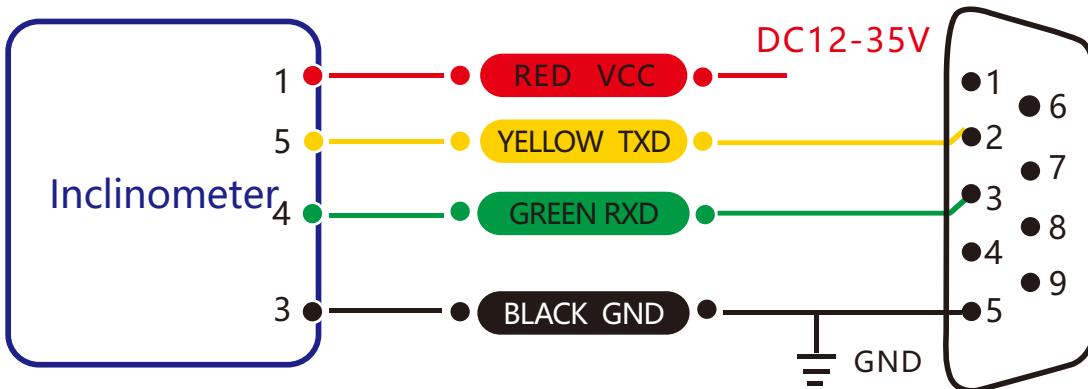 DC12-35V
1 RED VCC 1
6
5 YELLOW TXD 2
7
Inclinometer
4 GREEN RXD 3
8
4
9
3 BLACK GND 5
GND